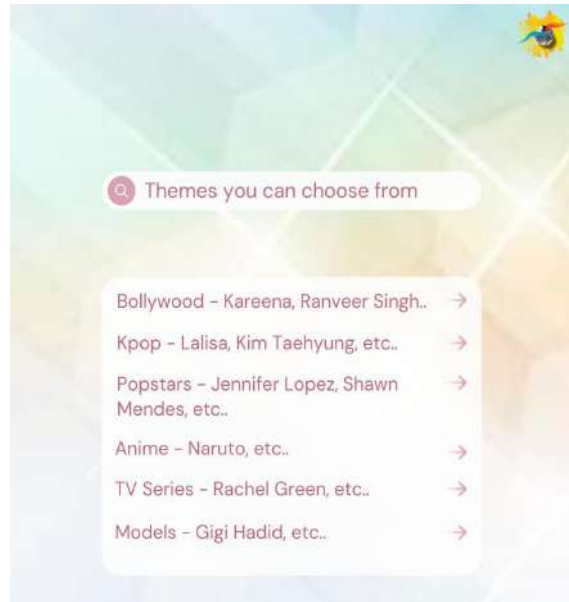 Themes you can choose from
Bollywood - Kareena, Ranveer Singh..
Kpop - Lalisa, Kim Taehyung, etc..
Popstars - Jennifer Lopez, Shawn
Mendes, etc..
Anime - Naruto, etc..
TV Series - Rachel Green, etc..
Models - Gigi Hadid, etc..